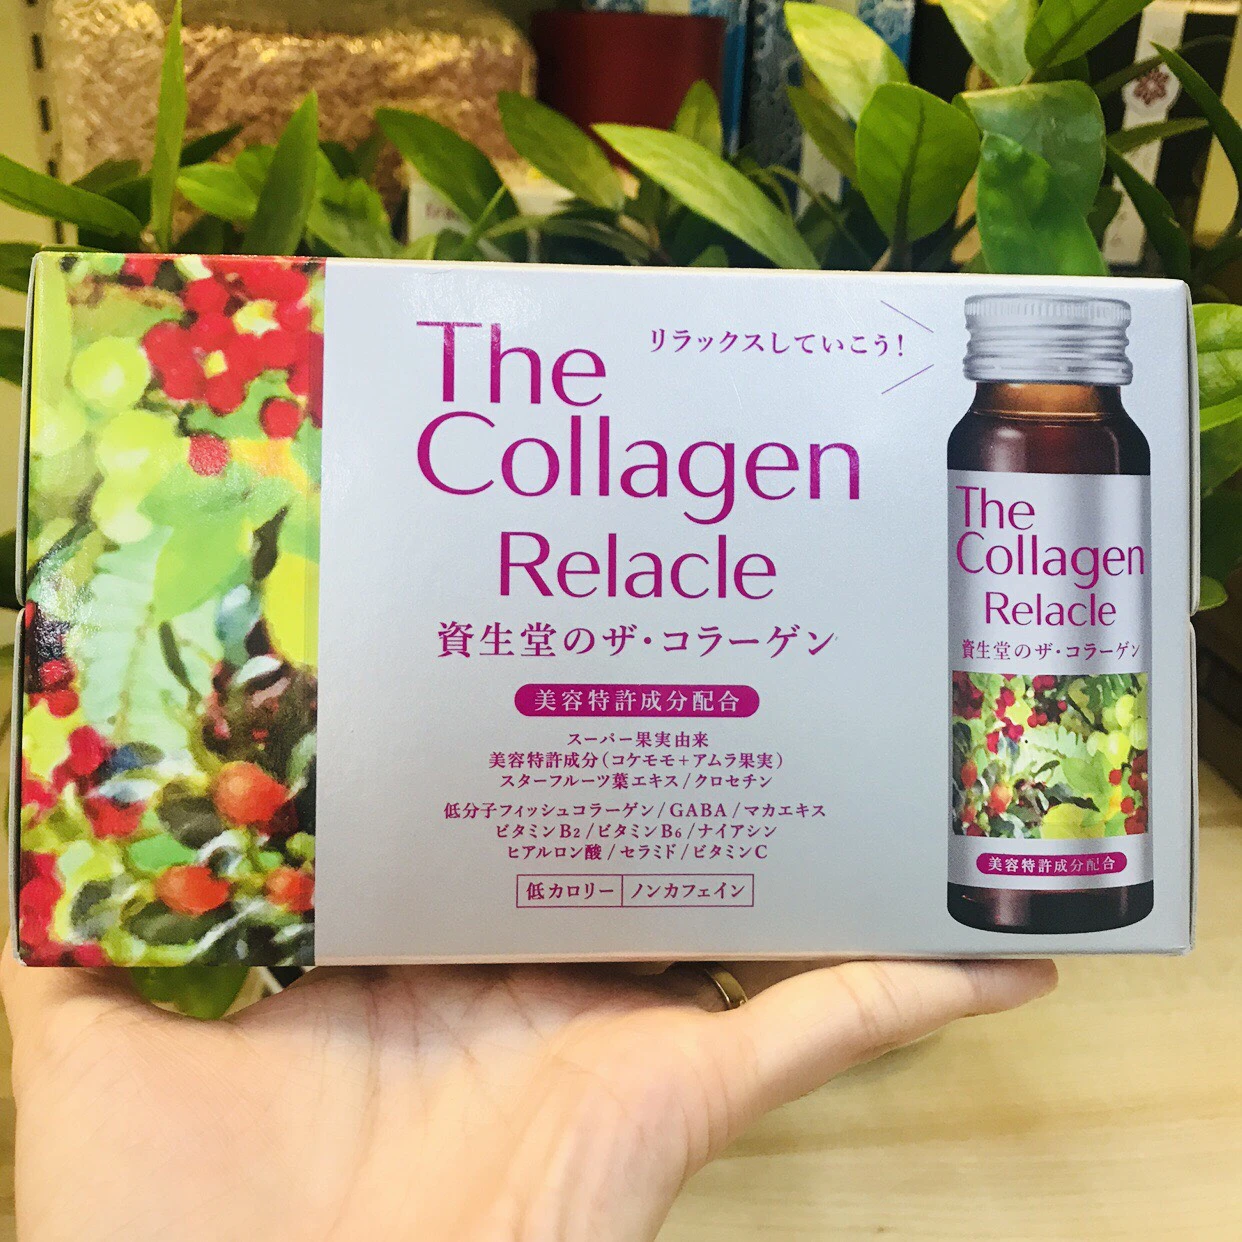 The
Collagen
Relacle
リラックスしていこう!
資生堂のザ・コラーゲン
美容特許成分配合
スーパー果実由来
美容特許成分(コケモモ+アムラ果実)
スターフルーツ葉エキス/クロセチン
低分子フィッシュコラーゲン/GABA/マカエキス
ビタミンB2/ビタミンB6/ナイアシン
ヒアルロン酸/セラミド/ビタミンC
低カロリー ノンカフェイン
The
Collagen
Relacle
資生堂のザ・コラーゲン
美容特許成分配合